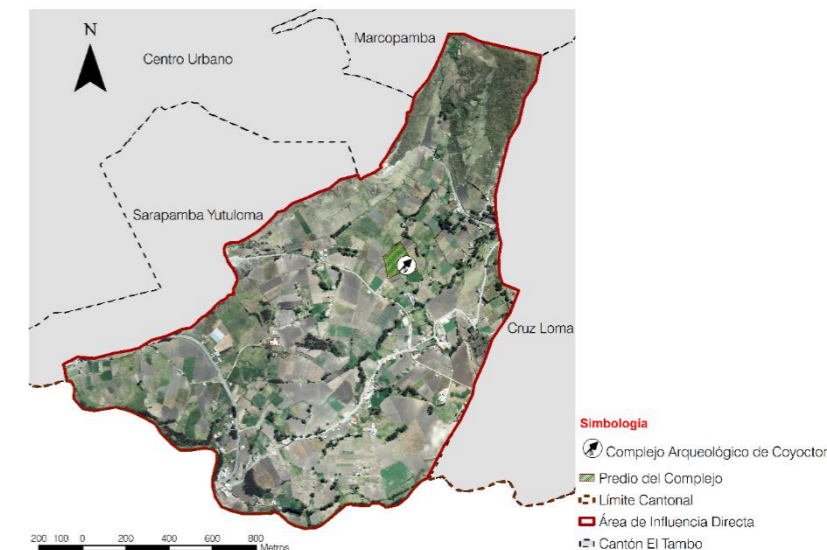 N
Centro Urbano
Marcopamba
Sarapamba Yutuloma
Cruz Loma
Simbología
Complejo Arqueológico de Coyoctor
Predio del Complejo
Límite Cantonal
Área de Influencia Directa
Cantón El Tambo
200 100 0 200 400 600 800
Metros